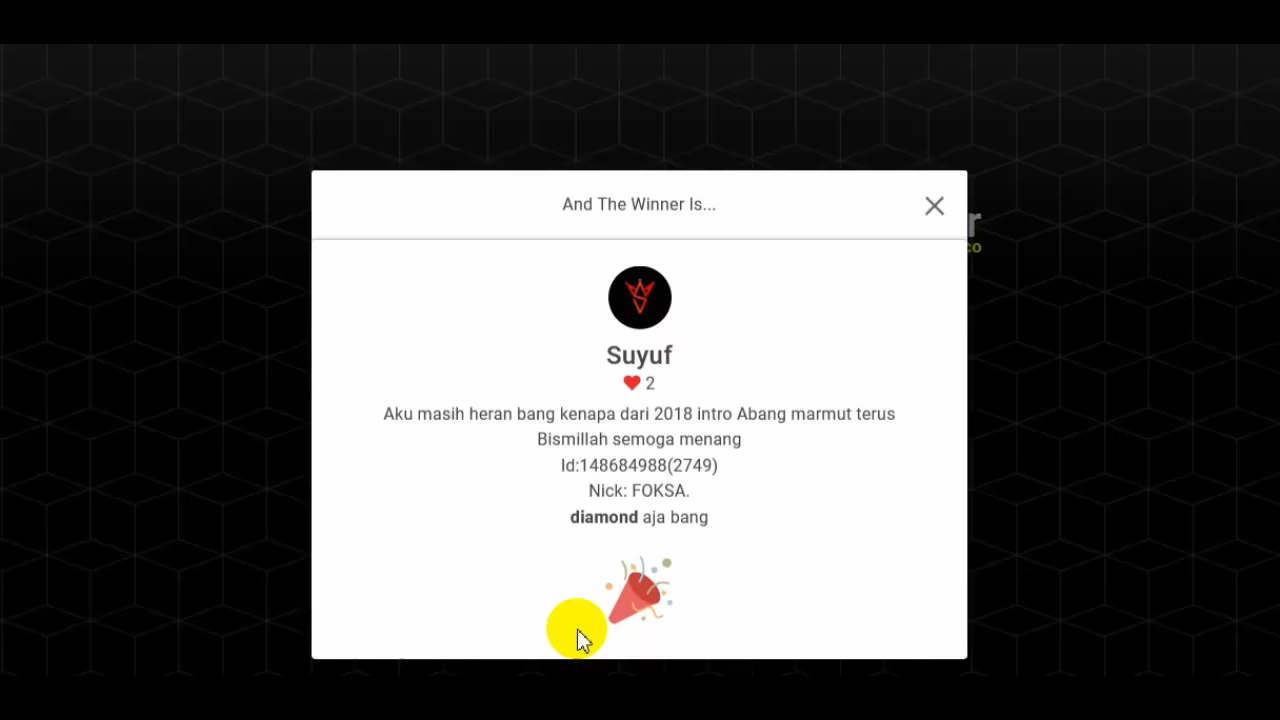 And The Winner Is...
r
co
Suyuf
2
Aku masih heran bang kenapa dari 2018 intro Abang marmut terus
Bismillah semoga menang
Id:148684988(2749)
Nick: FOKSA.
diamond aja bang